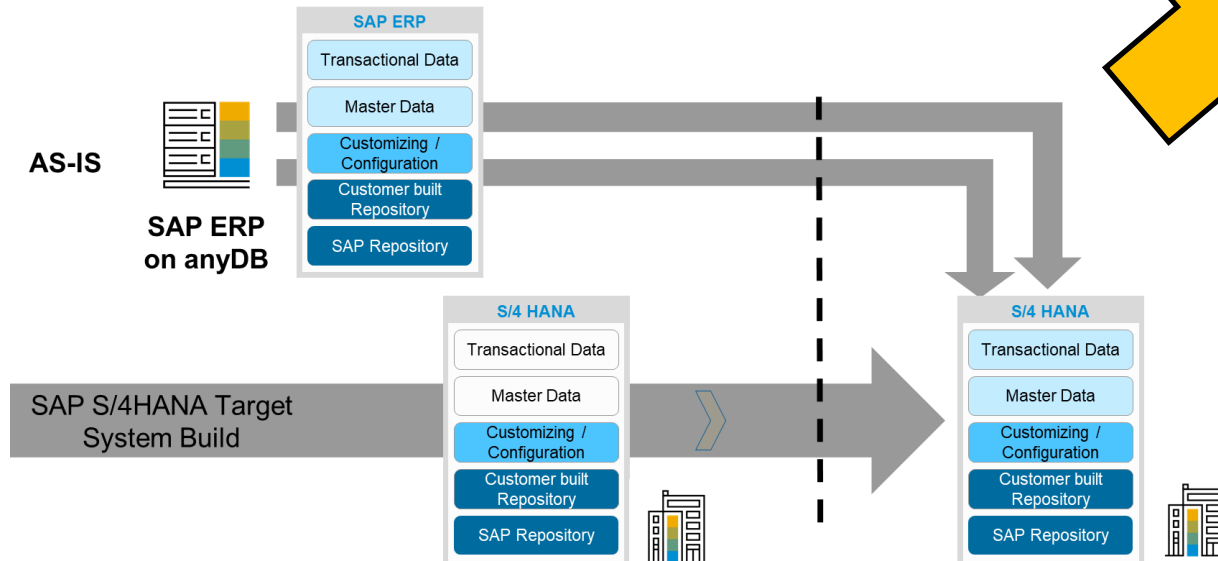 SAP ERP
Transactional Data
Master Data
Customizing /
Configuration
Customer built
Repository
SAP Repository
AS-IS
SAP ERP
on anyDB
S/4 HANA
Transactional Data
Master Data
Customizing /
Configuration
Customer built
Repository
SAP Repository
SAP S/4HANA Target
System Build
S/4 HANA
Transactional Data
Master Data
Customizing /
Configuration
Customer built
Repository
SAP Repository